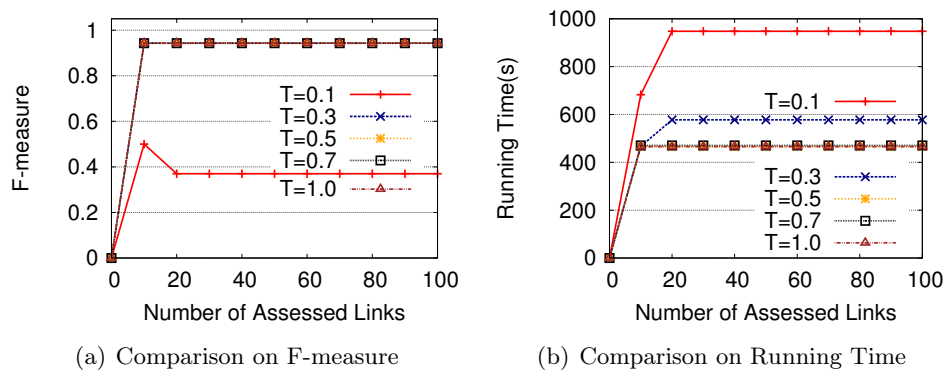 1
0.8
0.6
0.4
0.2
0
F-measure
T=0.1
T=0.3
T=0.5
T=0.7
T=1.0
0 20 40 60 80 100
Number of Assessed Links
(a) Comparison on F-measure
1000
800
600
400
200
0
Running Time(s)
T=0.1
T=0.3
T=0.5
T=0.7
T=1.0
0 20 40 60 80 100
Number of Assessed Links
(b) Comparison on Running Time